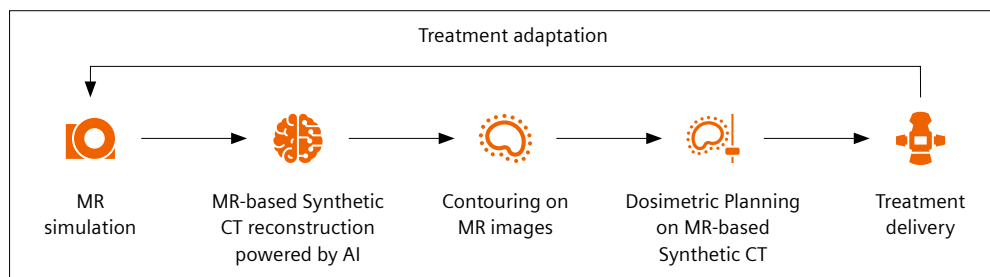 Treatment adaptation
MR
simulation
MR-based Synthetic
CT reconstruction
powered by AI
Contouring on
MR images
Dosimetric Planning
on MR-based
Synthetic CT
Treatment
delivery